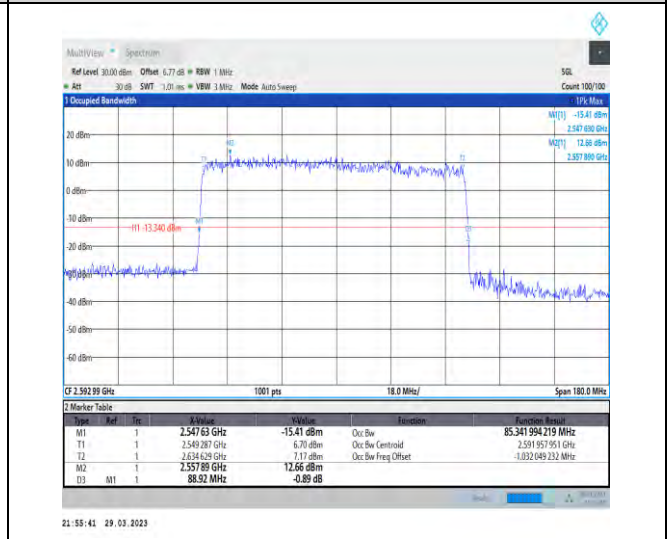 MultiView Spectrum
Ref Level 30.00 dBm Offset 6.77 dB RBW 1 MHz SGL
Att 30 dB SWT 1.01 ms VBW 3 MHz Mode Auto Sweep Count 100/100
1 Occupied Bandwidth 1Pk Max
M1[1] -15.41 dBm
2.547 630 GHz
M2[1] 12.66 dBm
2.557 890 GHz
20 dBm
M2
T1 T2
10 dBm
0 dBm
-10 dBm
H1 -13.340 dBm M1 D3
-20 dBm
-30 dBm
-40 dBm
-50 dBm
-60 dBm
CF 2.592 99 GHz 1001 pts 18.0 MHz/ Span 180.0 MHz
2 Marker Table
Type Ref Trc X-Value Y-Value Function Function Result
M1 1 2.547 63 GHz -15.41 dBm Occ Bw 85.341 994 219 MHz
T1 1 2.549 287 GHz 6.70 dBm Occ Bw Centroid 2.591 957 951 GHz
T2 1 2.634 629 GHz 7.17 dBm Occ Bw Freq Offset -1.032 049 232 MHz
M2 1 2.557 89 GHz 12.66 dBm
D3 M1 1 88.92 MHz -0.89 dB
21:55:41 29.03.2023